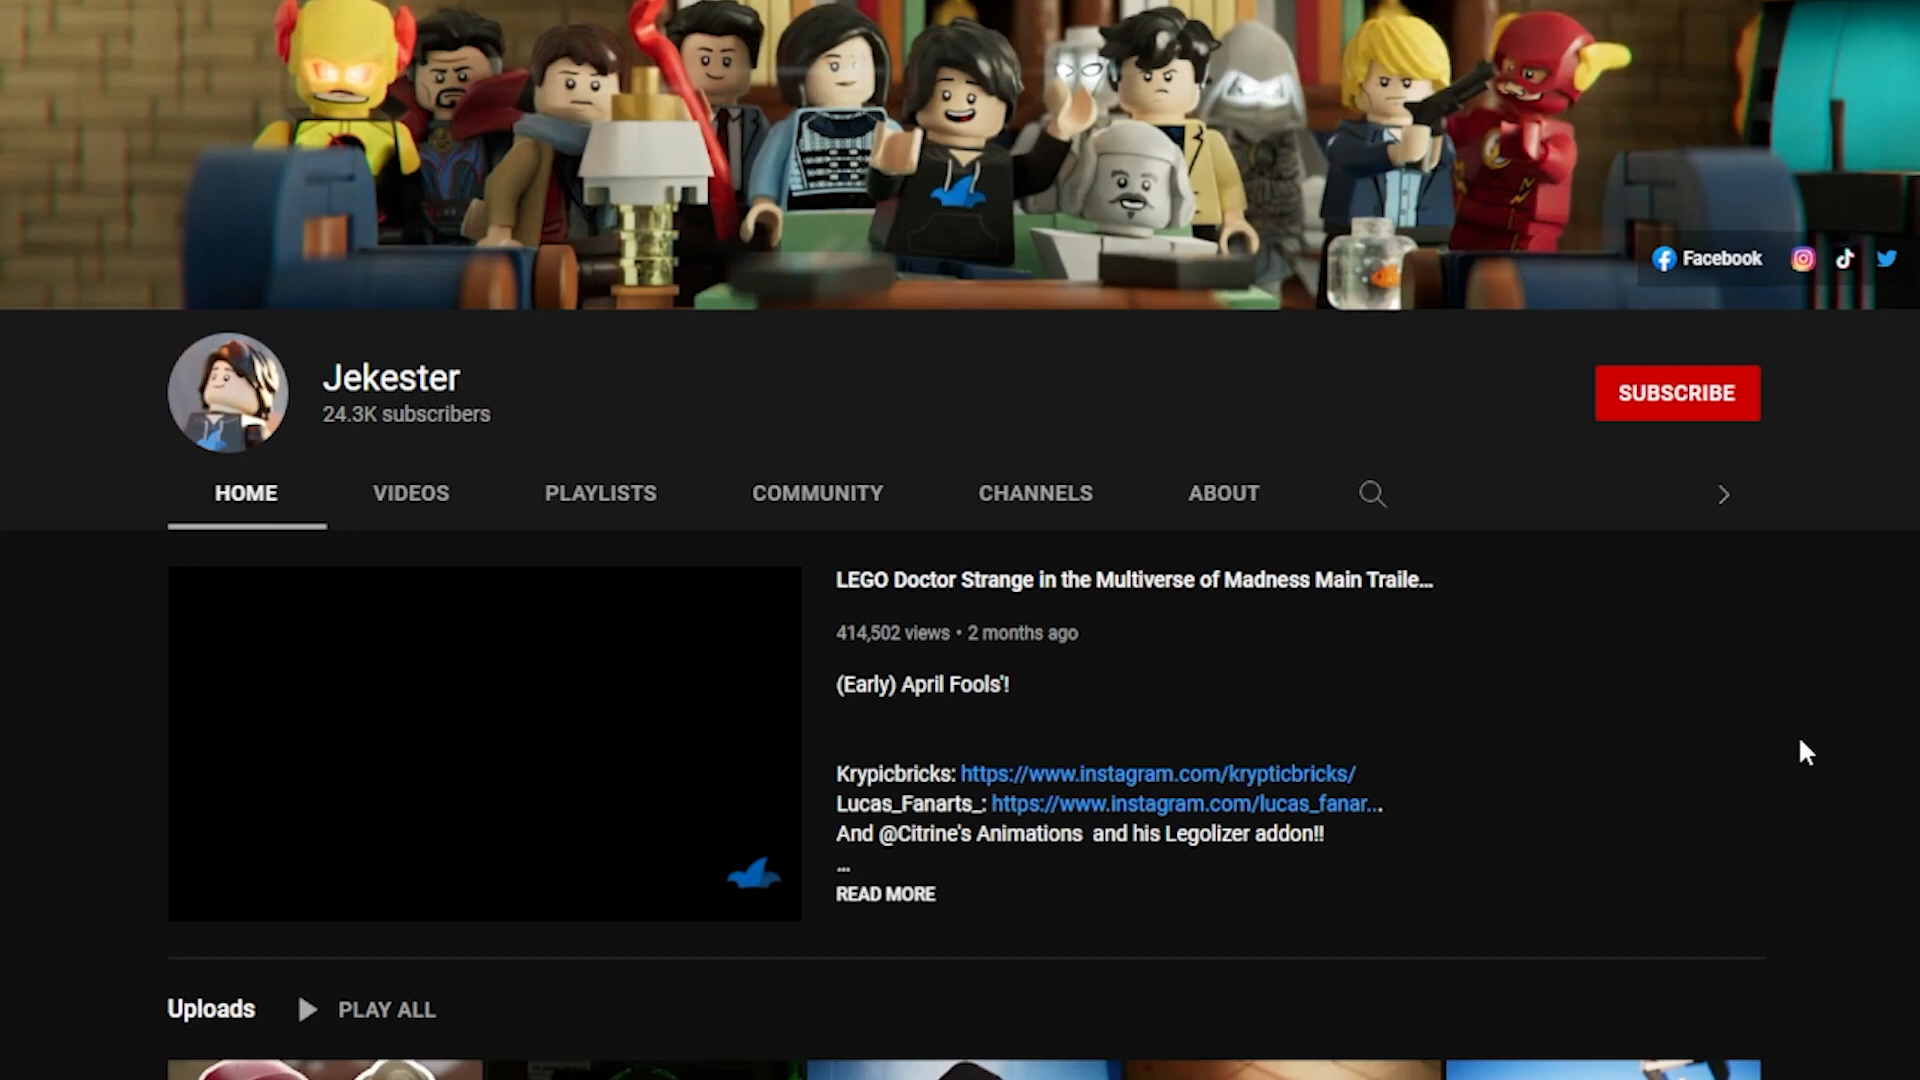 Facebook
Jekester
24.3K subscribers
SUBSCRIBE
HOME
VIDEOS
PLAYLISTS
COMMUNITY
CHANNELS
ABOUT
LEGO Doctor Strange in the Multiverse of Madness Main Traile...
414,502 views • 2 months ago
(Early) April Fools'!
Krypicbricks: https://www.instagram.com/krypticbricks/
Lucas_Fanarts_: https://www.instagram.com/lucas_fanar...
And @Citrine's Animations and his Legolizer addon!!
...
READ MORE
Uploads
PLAY ALL